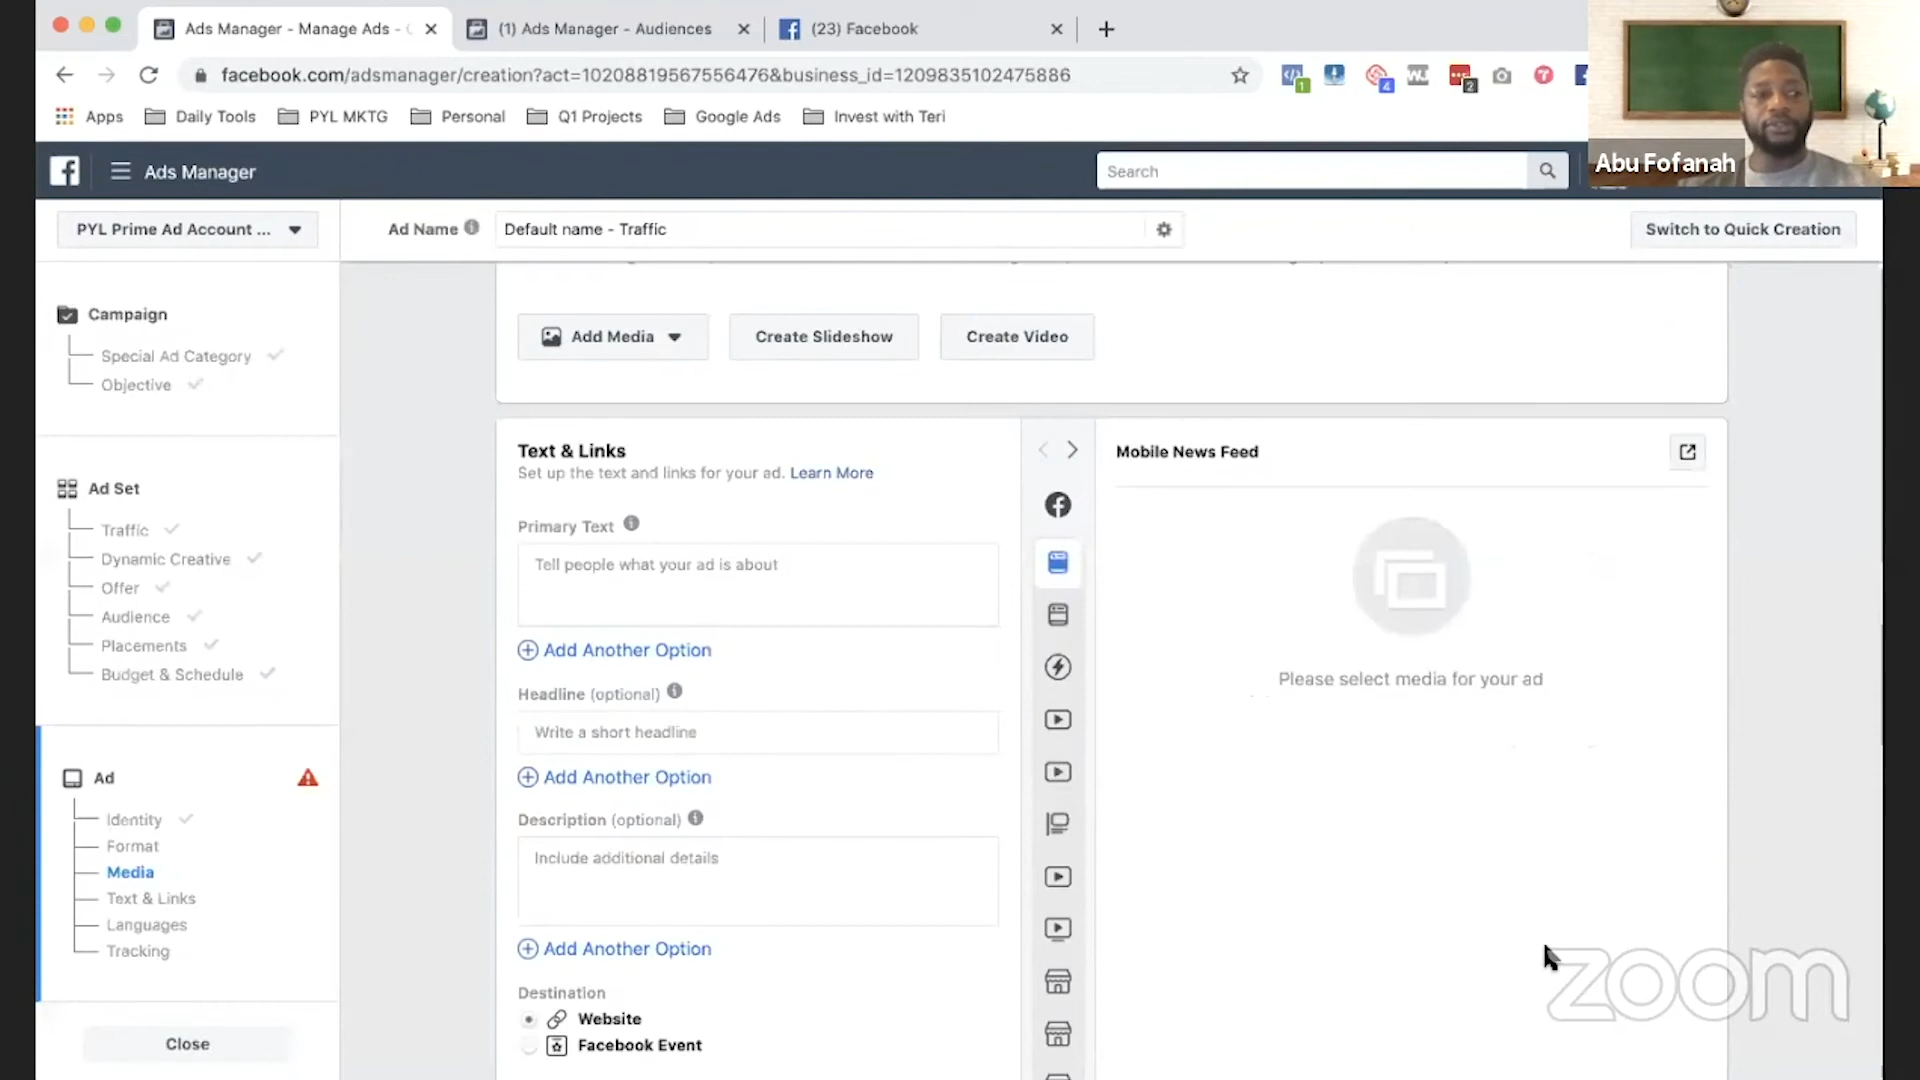 Ads Manager - Manage Ads - (
(1) Ads Manager - Audiences
(23) Facebook
facebook.com/adsmanager/creation?act=10208819567556476&business_id=1209835102475886
1
4
2
Apps
Daily Tools
PYL MKTG
Personal
Q1 Projects
Google Ads
Invest with Teri
Abu Fofanah
Ads Manager
Search
PYL Prime Ad Account ...
Ad Name
Default name - Traffic
Switch to Quick Creation
Campaign
Special Ad Category
Objective
Ad Set
Traffic
Dynamic Creative
Offer
Audience
Placements
Budget & Schedule
Ad
Identity
Format
Media
Text & Links
Languages
Tracking
Close
Add Media
Create Slideshow
Create Video
Text & Links
Set up the text and links for your ad. Learn More
Primary Text
Tell people what your ad is about
Add Another Option
Headline (optional)
Write a short headline
Add Another Option
Description (optional)
Include additional details
Add Another Option
Destination
Website
Facebook Event
Mobile News Feed
Please select media for your ad
zoom